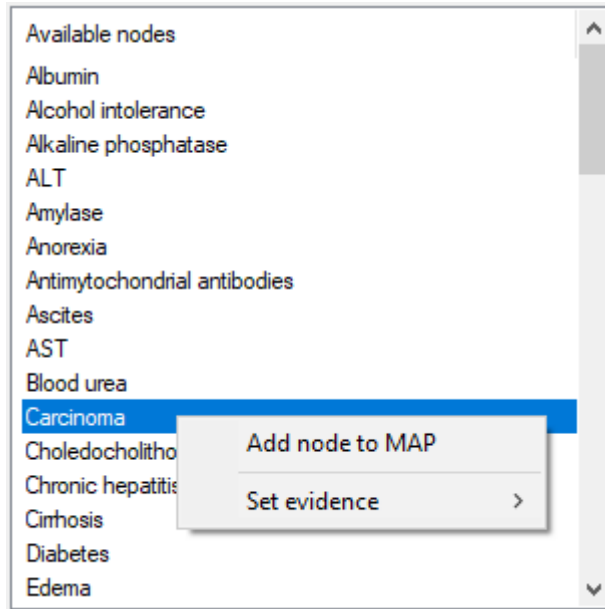 Available nodes
Albumin
Alcohol intolerance
Alkaline phosphatase
ALT
Amylase
Anorexia
Antimytochondrial antibodies
Ascites
AST
Blood urea
Carcinoma
Add node to MAP
Choledocholitho
Chronic hepatitis
Set evidence
Cirrhosis
Diabetes
Edema